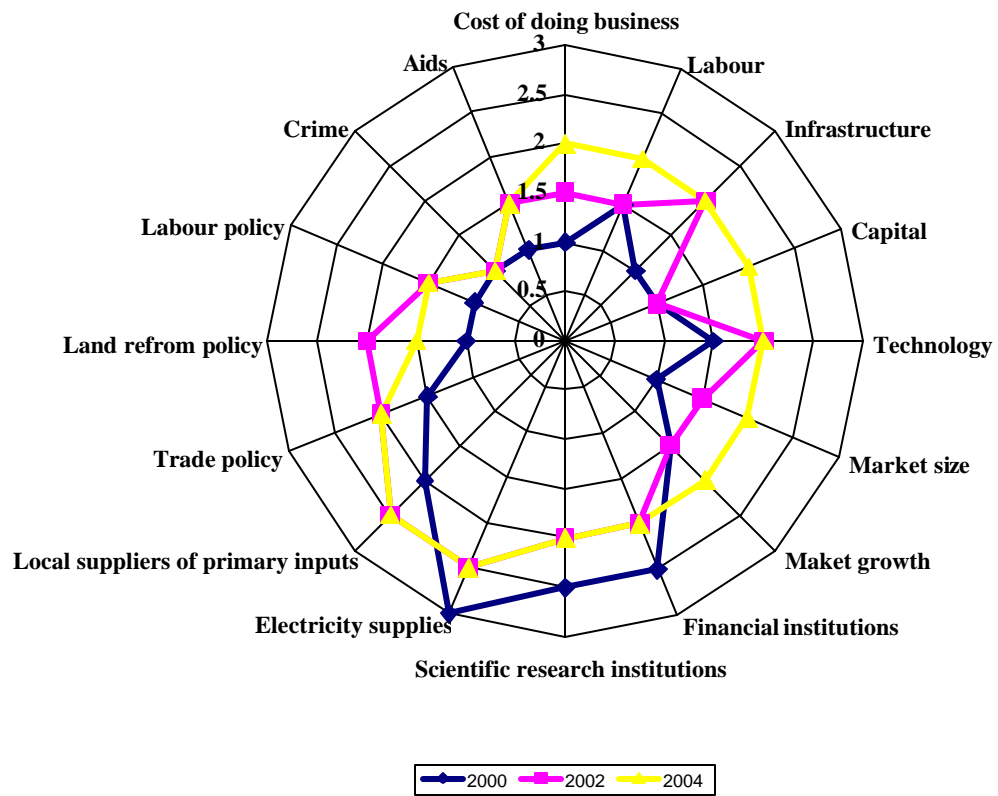 Cost of doing business
3
Aids
Labour
2.5
Crime
Infrastructure
2
1.5
Labour policy
Capital
1
0.5
Land refrom policy
0
Technology
Trade policy
Market size
Local suppliers of primary inputs
Maket growth
Electricity supplies
Financial institutions
Scientific research institutions
2000 2002 2004